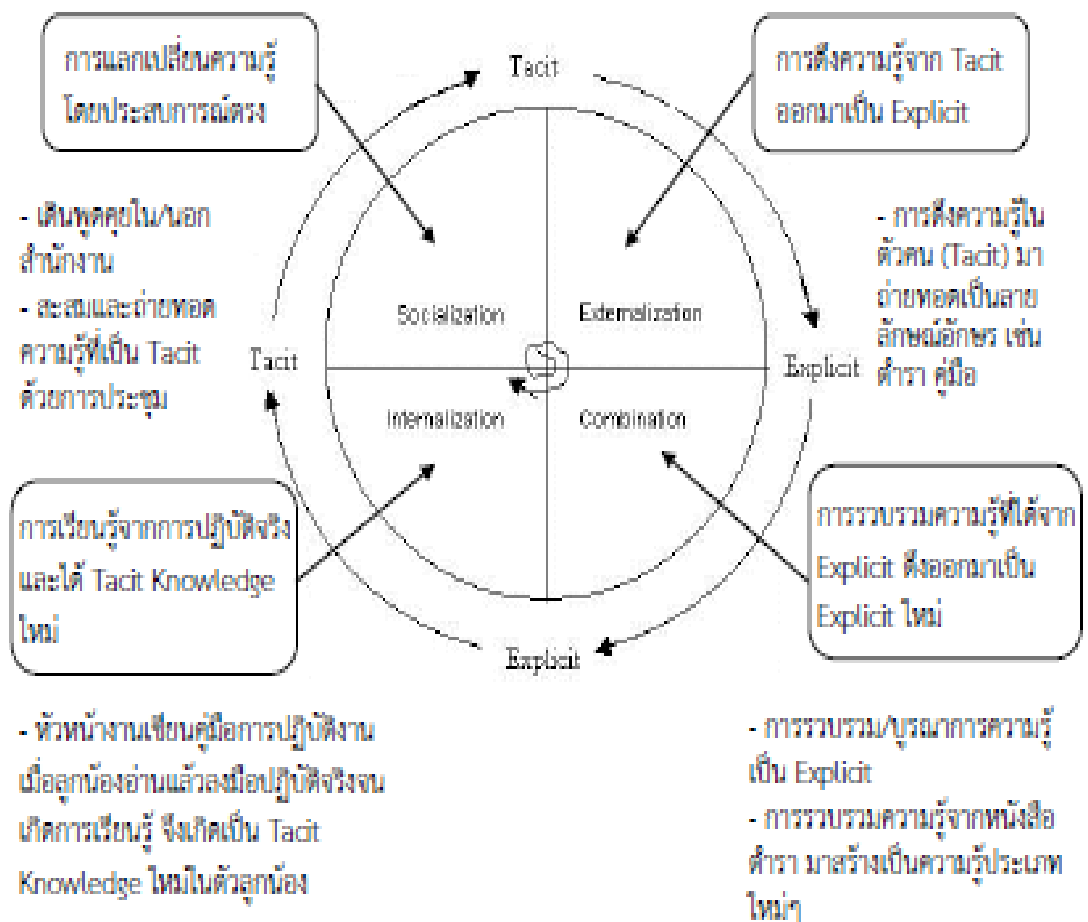 การแลกเปลี่ยนความรู้
โดยประสบการณ์ตรง
Tacit
การดึงความรู้จาก Tacit
ออกมาเป็น Explicit
- เดินพูดคุยใน/นอก
สำนักงาน
- สะสมและถ่ายทอด
ความรู้ที่เป็น Tacit
ด้วยการประชุม
- การดึงความรู้ใน
ตัวคน (Tacit) มา
ถ่ายทอดเป็นลาย
ลักษณ์อักษร เช่น
ตำรา คู่มือ
Socialization
Externalization
Tacit
Explicit
Internalization
Combination
การเรียนรู้จากการปฏิบัติจริง
และได้ Tacit Knowledge
ใหม่
การรวบรวมความรู้ที่ได้จาก
Explicit ดึงออกมาเป็น
Explicit ใหม่
Explicit
- หัวหน้างานเขียนคู่มือการปฏิบัติงาน
เมื่อลูกน้องอ่านแล้วลงมือปฏิบัติจริงจน
เกิดการเรียนรู้ จึงเกิดเป็น Tacit
Knowledge ใหม่ในตัวลูกน้อง
- การรวบรวม/บูรณาการความรู้
เป็น Explicit
- การรวบรวมความรู้จากหนังสือ
ตำรา มาสร้างเป็นความรู้ประเภท
ใหม่ๆ